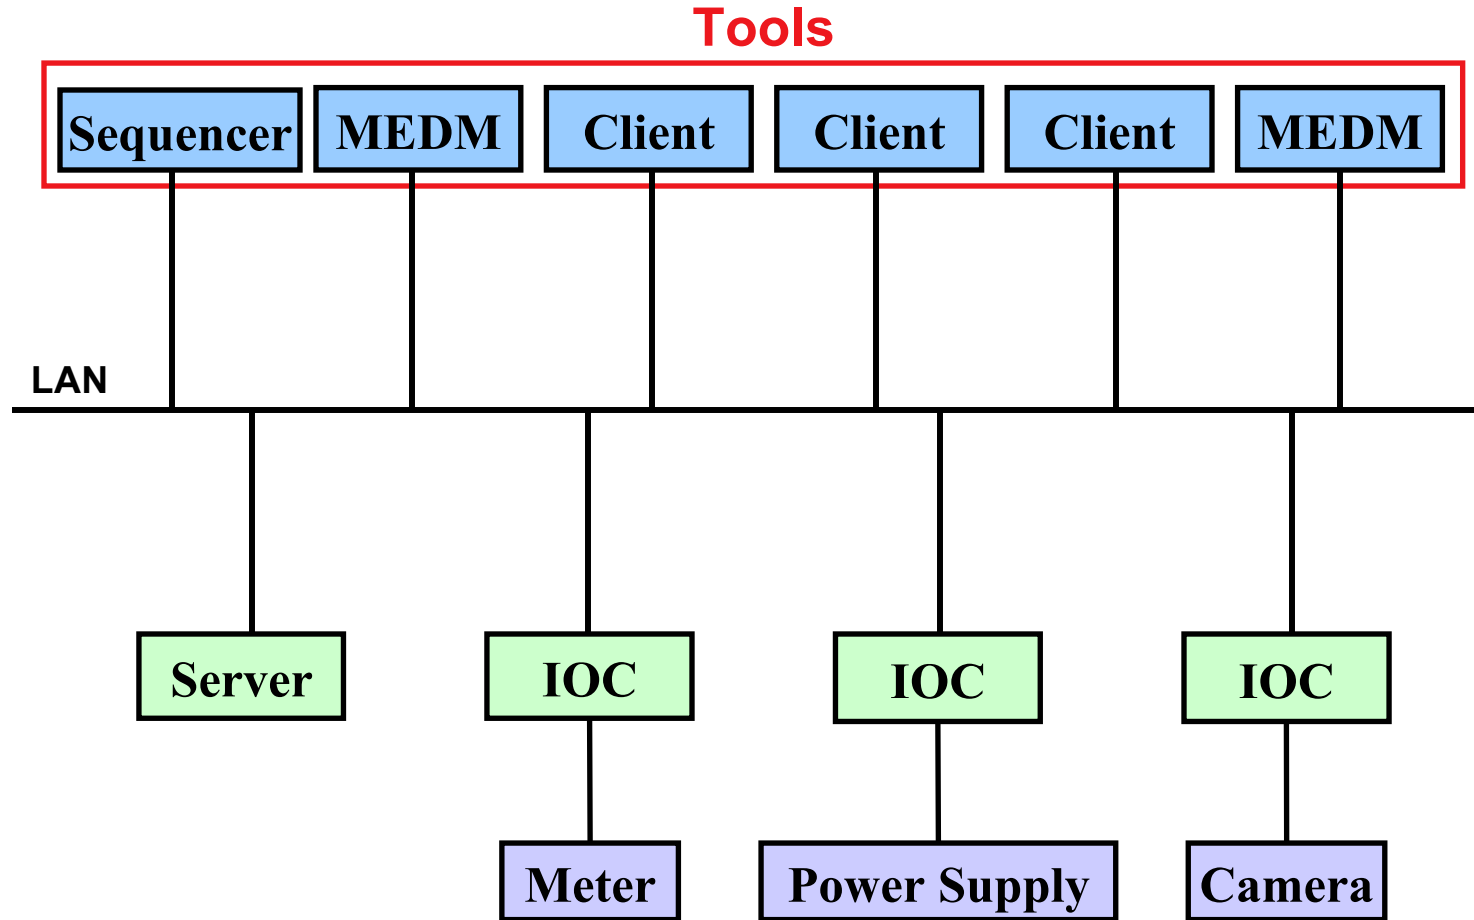 Tools
Sequencer MEDM Client Client Client MEDM
LAN
Server IOC IOC IOC
Meter Power Supply Camera